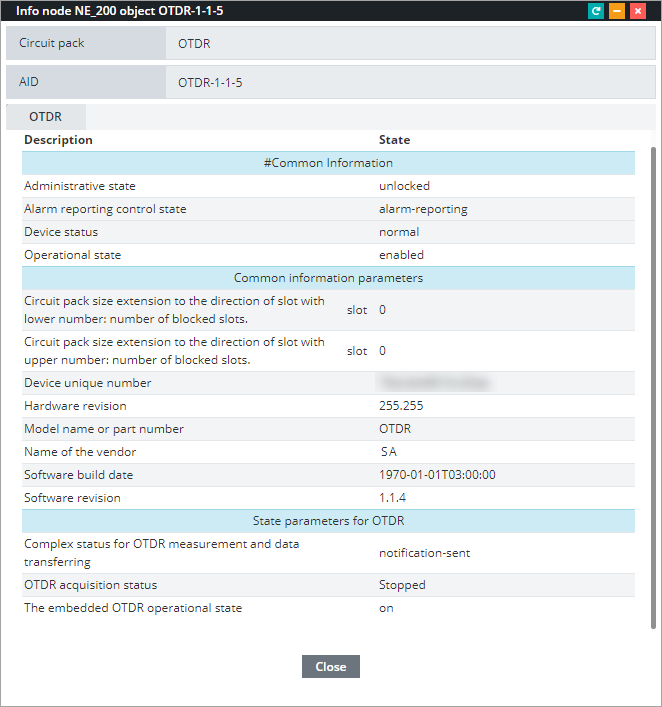 Info node NE_200 object OTDR-1-1-5
Circuit pack OTDR
AID OTDR-1-1-5
OTDR
Description State
#Common Information
Administrative state unlocked
Alarm reporting control state alarm-reporting
Device status normal
Operational state enabled
Common information parameters
Circuit pack size extension to the direction of slot with
lower number: number of blocked slots. slot 0
Circuit pack size extension to the direction of slot with
upper number: number of blocked slots. slot 0
Device unique number
Hardware revision 255.255
Model name or part number OTDR
Name of the vendor SA
Software build date 1970-01-01T03:00:00
Software revision 1.1.4
State parameters for OTDR
Complex status for OTDR measurement and data
transferring notification-sent
OTDR acquisition status Stopped
The embedded OTDR operational state on
Close